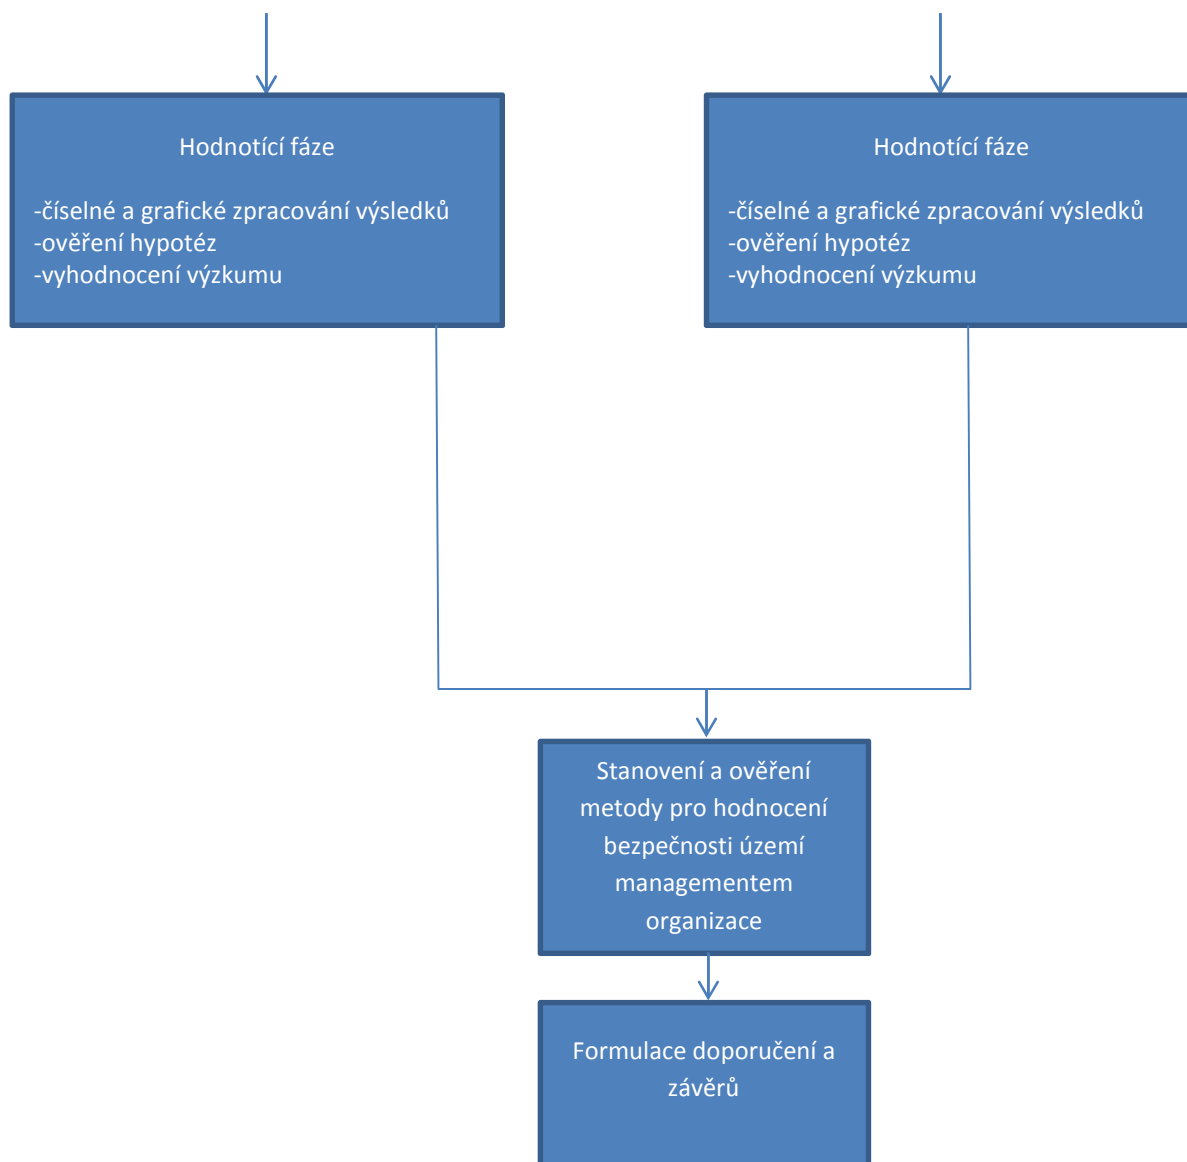 Hodnotící fáze
-číselné a grafické zpracování výsledků
-ověření hypotéz
-vyhodnocení výzkumu
Hodnotící fáze
-číselné a grafické zpracování výsledků
-ověření hypotéz
-vyhodnocení výzkumu
Stanovení a ověření
metody pro hodnocení
bezpečnosti území
managementem
organizace
Formulace doporučení a
závěrů